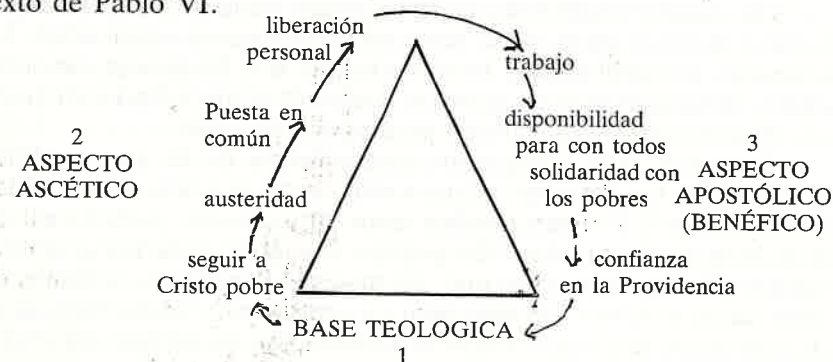 exto de Pablo VI.
liberación
personal
trabajo
Puesta en
común
disponibilidad
para con todos
solidaridad con
los pobres
2
ASPECTO
ASCÉTICO
3
ASPECTO
APOSTÓLICO
(BENÉFICO)
austeridad
seguir a
Cristo pobre
confianza
en la Providencia
BASE TEOLOGICA
1